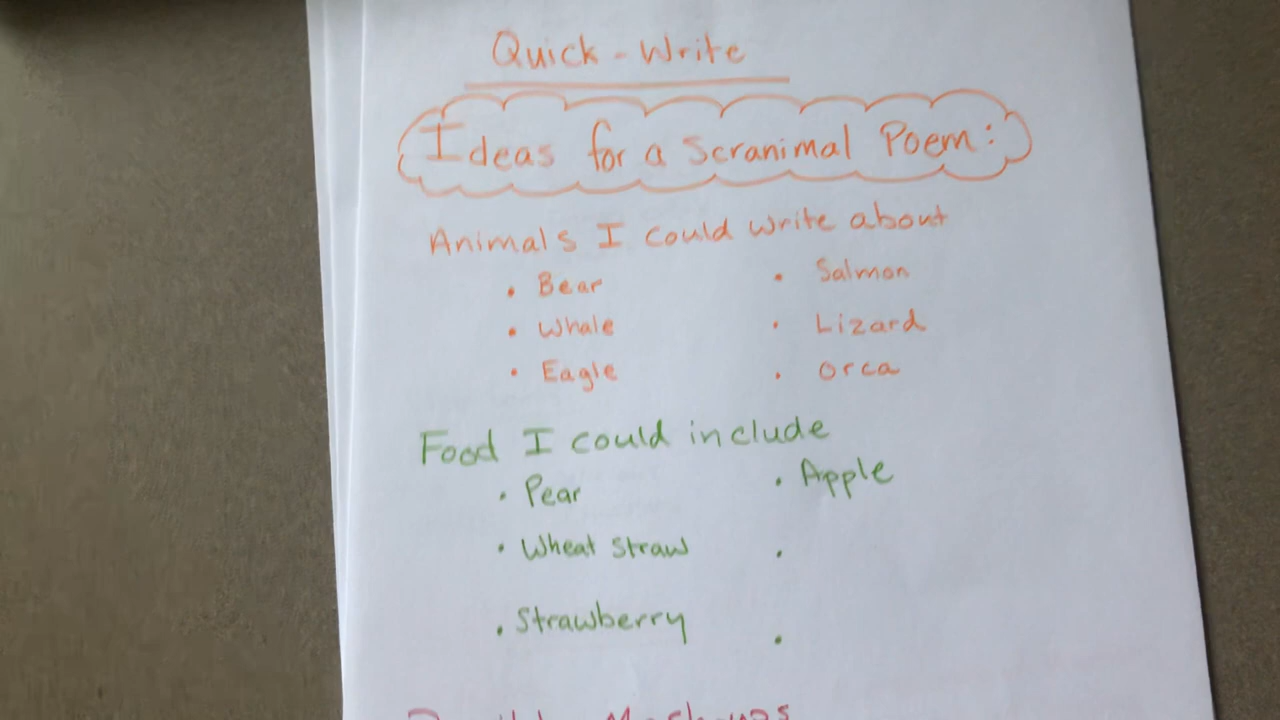 Quick-Write
Ideas for a Scranimal Poem:
Animals I could write about
• Bear
• Whale
• Eagle
• Salmon
• Lizard
• Orca
Food I could include
• Pear
• Wheat Straw
• Strawberry
• Apple
•
•
Mashups